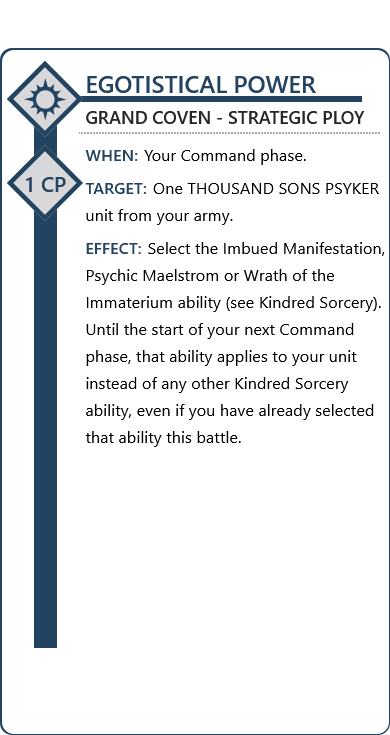 EGOTISTICAL POWER
GRAND COVEN - STRATEGIC PLOY
WHEN: Your Command phase.
1 CP
TARGET: One THOUSAND SONS PSYKER
unit from your army.
EFFECT: Select the Imbued Manifestation,
Psychic Maelstrom or Wrath of the
Immaterium ability (see Kindred Sorcery).
Until the start of your next Command
phase, that ability applies to your unit
instead of any other Kindred Sorcery
ability, even if you have already selected
that ability this battle.